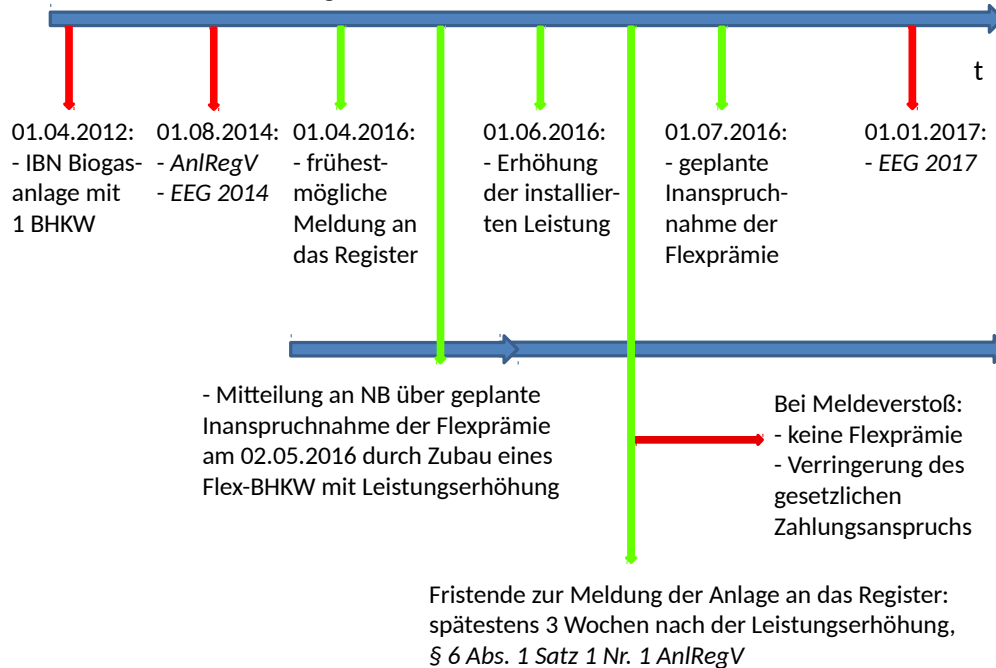 t
01.04.2012:
- IBN Biogas-
anlage mit
1 BHKW
01.08.2014:
- AnlRegV
- EEG 2014
01.04.2016:
- frühest-
mögliche
Meldung an
das Register
01.06.2016:
- Erhöhung
der installier-
ten Leistung
01.07.2016:
- geplante
Inanspruch-
nahme der
Flexprämie
01.01.2017:
- EEG 2017
- Mitteilung an NB über geplante
Inanspruchnahme der Flexprämie
am 02.05.2016 durch Zubau eines
Flex-BHKW mit Leistungserhöhung
Bei Meldeverstoß:
- keine Flexprämie
- Verringerung des
gesetzlichen
Zahlungsanspruchs
Fristende zur Meldung der Anlage an das Register:
spätestens 3 Wochen nach der Leistungserhöhung,
§ 6 Abs. 1 Satz 1 Nr. 1 AnlRegV